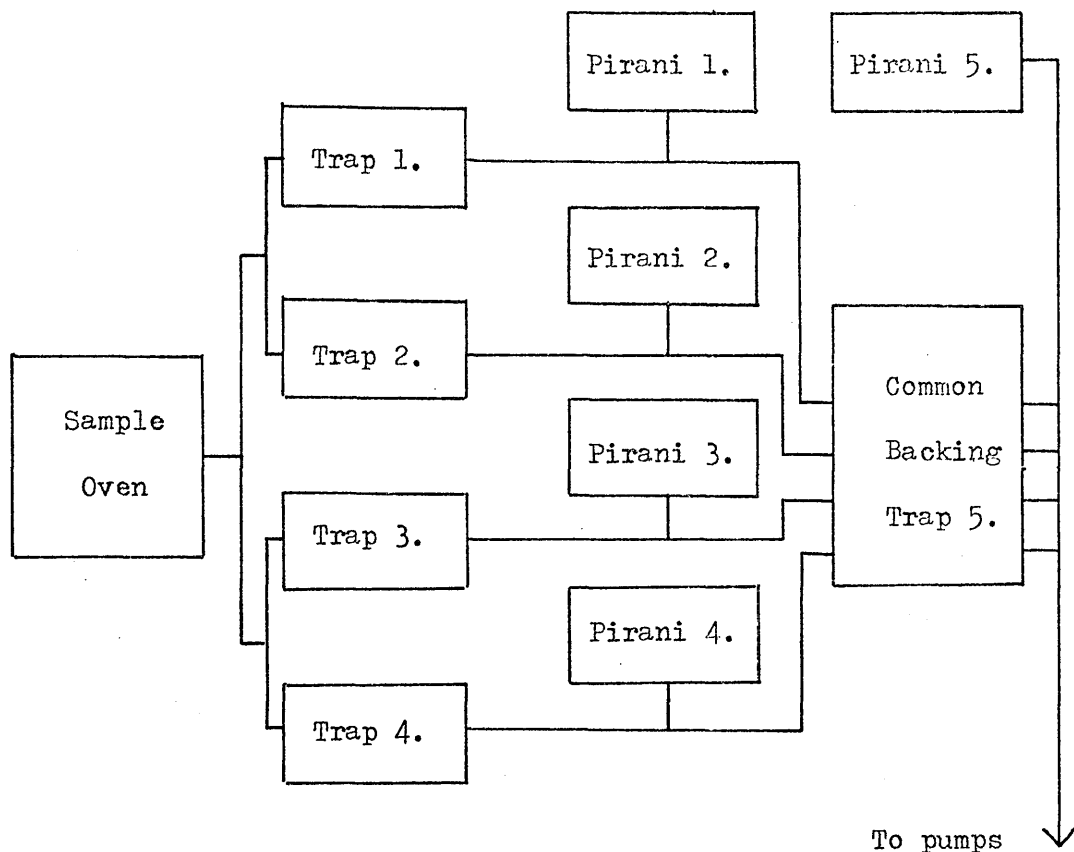 Pirani 1.
Pirani 5.
Trap 1.
Pirani 2.
Trap 2.
Common
Backing
Trap 5.
Sample
Oven
Pirani 3.
Trap 3.
Pirani 4.
Trap 4.
To pumps